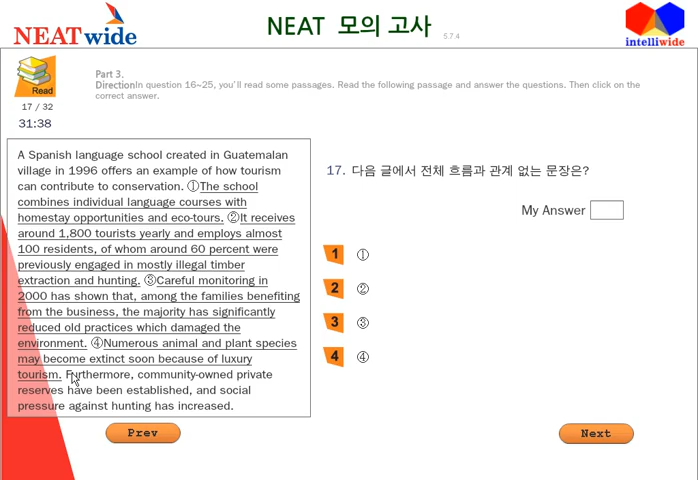 NEATwide
NEAT 모의 고사
5.7.4
intelliwide
Read
17 / 32
31:38
Part 3.
DirectionIn question 16~25, you'll read some passages. Read the following passage and answer the questions. Then click on the
correct answer.
A Spanish language school created in Guatemalan
village in 1996 offers an example of how tourism
can contribute to conservation. ①The school
combines individual language courses with
homestay opportunities and eco-tours. ②It receives
around 1,800 tourists yearly and employs almost
100 residents, of whom around 60 percent were
previously engaged in mostly illegal timber
extraction and hunting. ③Careful monitoring in
2000 has shown that, among the families benefiting
from the business, the majority has significantly
reduced old practices which damaged the
environment. ④Numerous animal and plant species
may become extinct soon because of luxury
tourism. Furthermore, community-owned private
reserves have been established, and social
pressure against hunting has increased.
17. 다음 글에서 전체 흐름과 관계 없는 문장은?
My Answer
1 ①
2 ②
3 ③
4 ④
Prev
Next